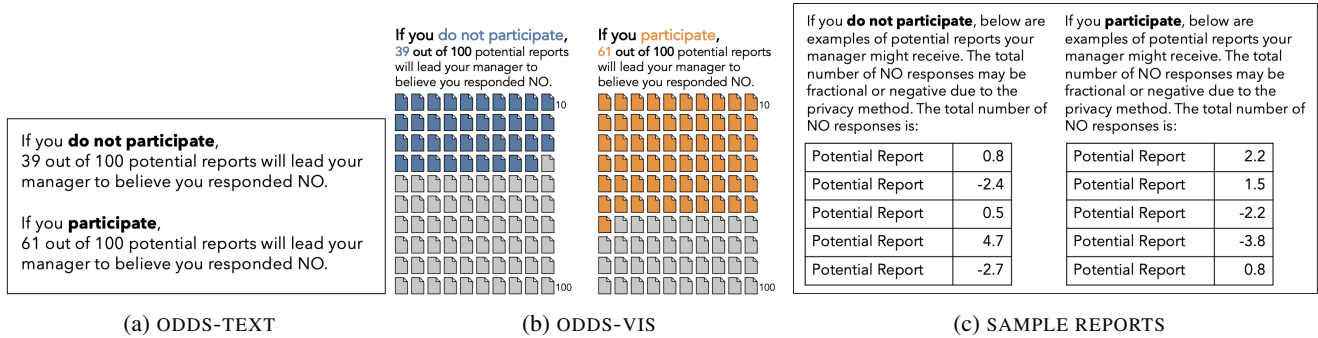 If you do not participate,
39 out of 100 potential reports will lead your
manager to believe you responded NO.
If you participate,
61 out of 100 potential reports will lead your
manager to believe you responded NO.
(a) ODDS-TEXT
If you do not participate,
39 out of 100 potential reports
will lead your manager to
believe you responded NO.
10
100
If you participate,
61 out of 100 potential reports
will lead your manager to
believe you responded NO.
10
100
(b) ODDS-VIS
If you do not participate, below are
examples of potential reports your
manager might receive. The total
number of NO responses may be
fractional or negative due to the
privacy method. The total number of
NO responses is:
Potential Report 0.8
Potential Report -2.4
Potential Report 0.5
Potential Report 4.7
Potential Report -2.7
If you participate, below are
examples of potential reports your
manager might receive. The total
number of NO responses may be
fractional or negative due to the
privacy method. The total number of
NO responses is:
Potential Report 2.2
Potential Report 1.5
Potential Report -2.2
Potential Report -3.8
Potential Report 0.8
(c) SAMPLE REPORTS